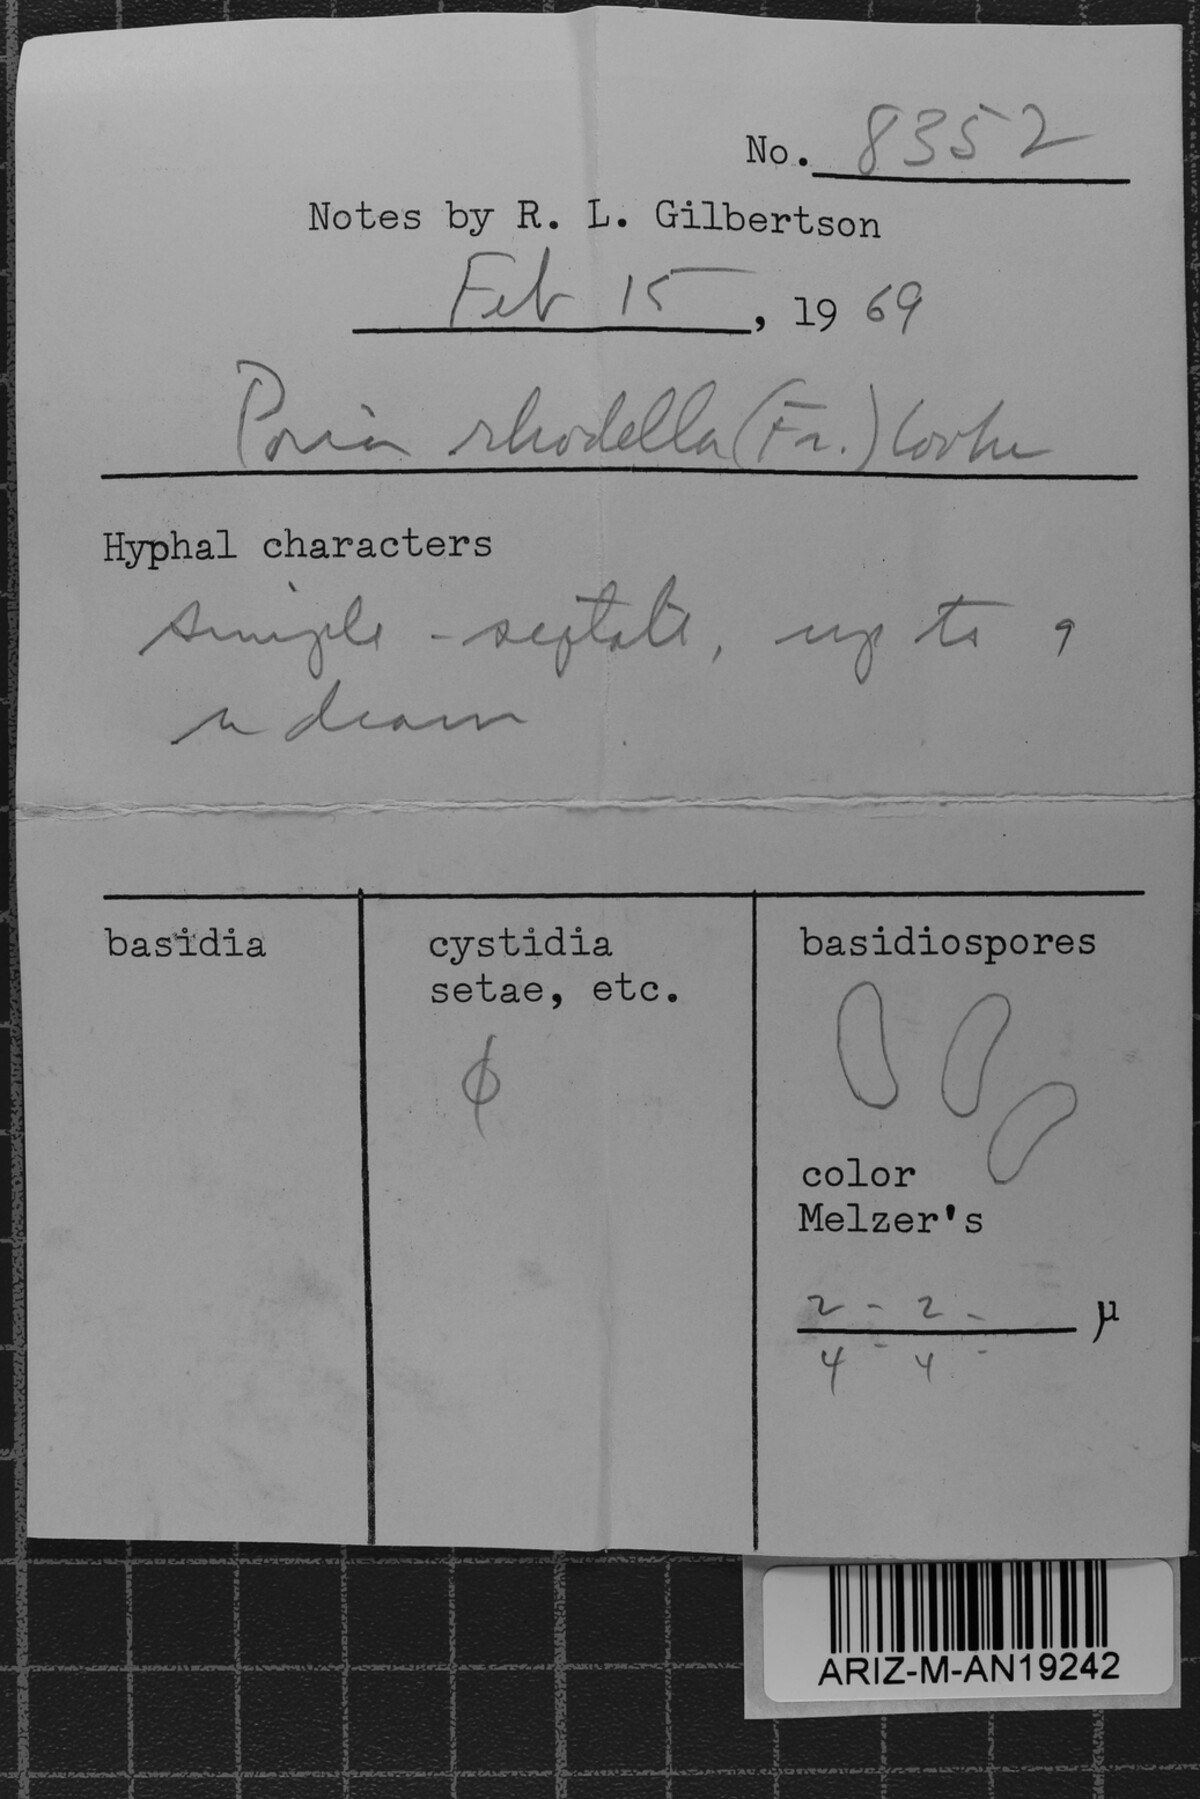 No. 8352
Notes by R. L. Gilbertson
Feb 15, 1969
Poria rhodella (Fr.) Cooke
Hyphal characters
simple-septate, up to 9
μ diam
basidia
cystidia
setae, etc.
φ
basidiospores
color
Melzer's
2 - 2 - μ
4 - 4 -
ARIZ-M-AN19242